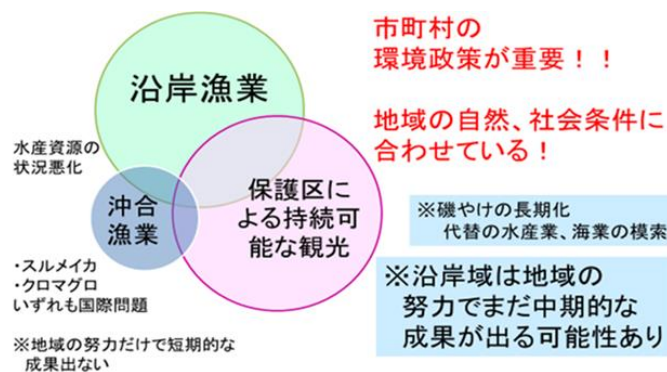 沿岸漁業
水産資源の
状況悪化
沖合
漁業
保護区に
よる持続可
能な観光
・スルメイカ
・クロマグロ
いずれも国際問題
※地域の努力だけで短期的な
成果出ない
市町村の
環境政策が重要！！
地域の自然、社会条件に
合わせている！
※磯やけの長期化
代替の水産業、海業の模索
※沿岸域は地域の
努力でまだ中期的な
成果が出る可能性あり